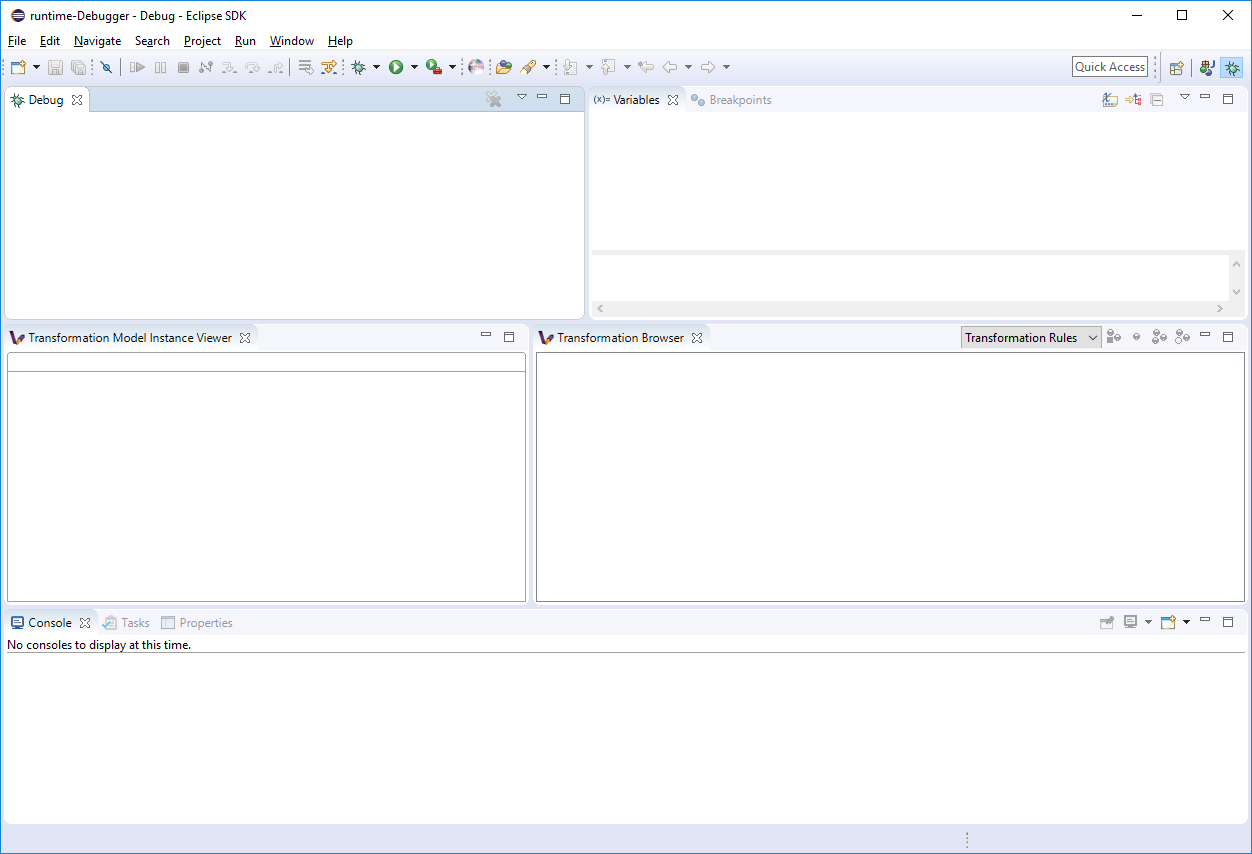 runtime-Debugger - Debug - Eclipse SDK
File Edit Navigate Search Project Run Window Help
Quick Access
Debug
(x)= Variables Breakpoints
Transformation Model Instance Viewer
Transformation Browser Transformation Rules
Console Tasks Properties
No consoles to display at this time.